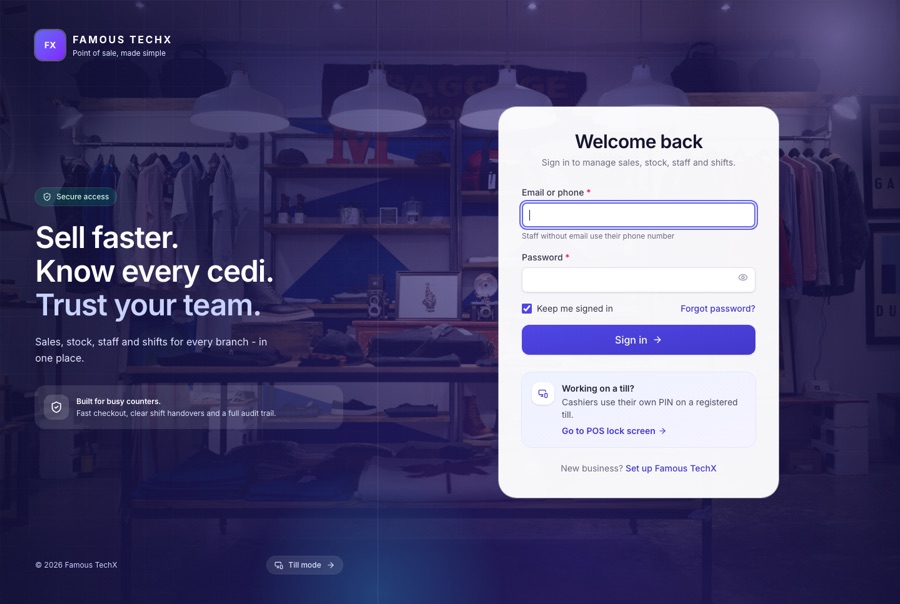 FX
FAMOUS TECHX
Point of sale, made simple
Secure access
Sell faster.
Know every cedi.
Trust your team.
Sales, stock, staff and shifts for every branch - in
one place.
Built for busy counters.
Fast checkout, clear shift handovers and a full audit trail.
© 2026 Famous TechX
Till mode →
Welcome back
Sign in to manage sales, stock, staff and shifts.
Email or phone *
Staff without email use their phone number
Password *
Keep me signed in
Forgot password?
Sign in →
Working on a till?
Cashiers use their own PIN on a registered
till.
Go to POS lock screen →
New business? Set up Famous TechX